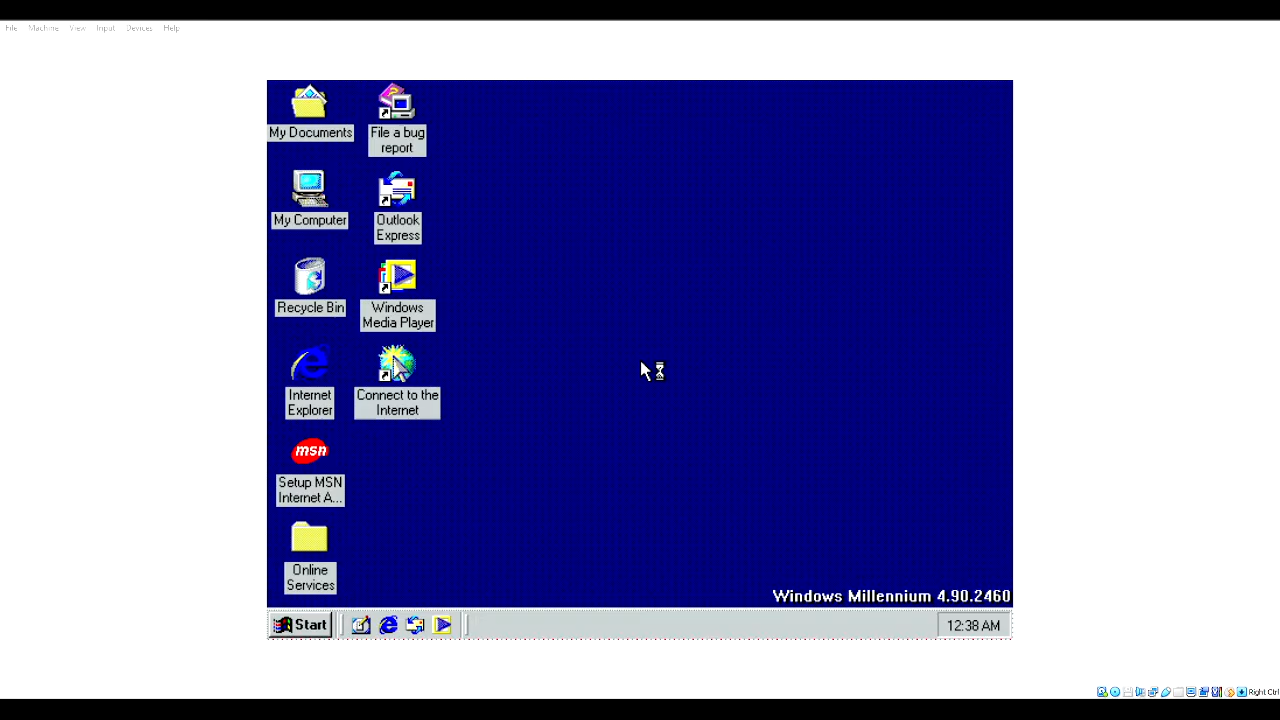 File Machine View Input Devices Help
My Documents
File a bug
report
My Computer
Outlook
Express
Recycle Bin
Windows
Media Player
Internet
Explorer
Connect to the
Internet
msn
Setup MSN
Internet A...
Online
Services
Windows Millennium 4.90.2460
Start
12:38 AM
Right Ctrl